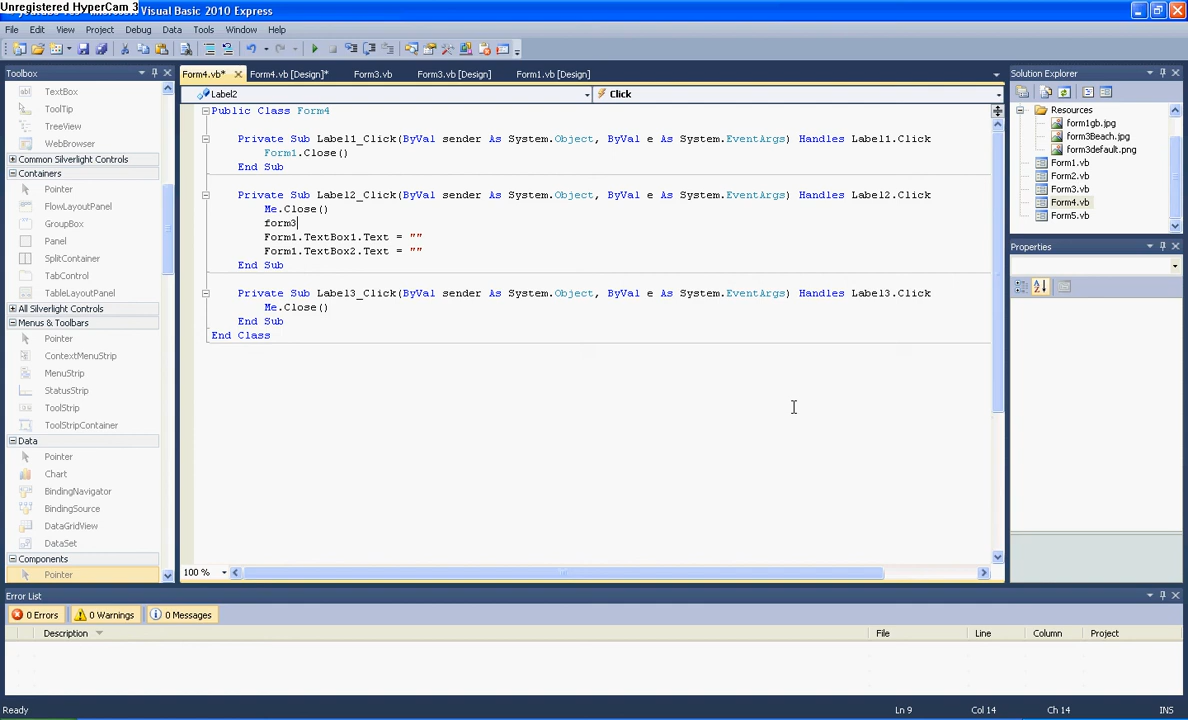 Unregistered HyperCam 3
Visual Basic 2010 Express
File Edit View Project Debug Data Tools Window Help
Toolbox
TextBox
ToolTip
TreeView
WebBrowser
Common Silverlight Controls
Containers
Pointer
FlowLayoutPanel
GroupBox
Panel
SplitContainer
TabControl
TableLayoutPanel
All Silverlight Controls
Menus & Toolbars
Pointer
ContextMenuStrip
MenuStrip
StatusStrip
ToolStrip
ToolStripContainer
Data
Pointer
Chart
BindingNavigator
BindingSource
DataGridView
DataSet
Components
Pointer
Form4.vb* Form4.vb [Design]* Form3.vb Form3.vb [Design] Form1.vb [Design]
Label2 Click
Public Class Form4
Private Sub Label1_Click(ByVal sender As System.Object, ByVal e As System.EventArgs) Handles Label1.Click
Form1.Close()
End Sub
Private Sub Label2_Click(ByVal sender As System.Object, ByVal e As System.EventArgs) Handles Label2.Click
Me.Close()
form3
Form1.TextBox1.Text = ""
Form1.TextBox2.Text = ""
End Sub
Private Sub Label3_Click(ByVal sender As System.Object, ByVal e As System.EventArgs) Handles Label3.Click
Me.Close()
End Sub
End Class
100 %
Solution Explorer
Resources
form1gb.jpg
form3Beach.jpg
form3default.png
Form1.vb
Form2.vb
Form3.vb
Form4.vb
Form5.vb
Properties
Error List
0 Errors 0 Warnings 0 Messages
Description File Line Column Project
Ready Ln 9 Col 14 Ch 14 INS